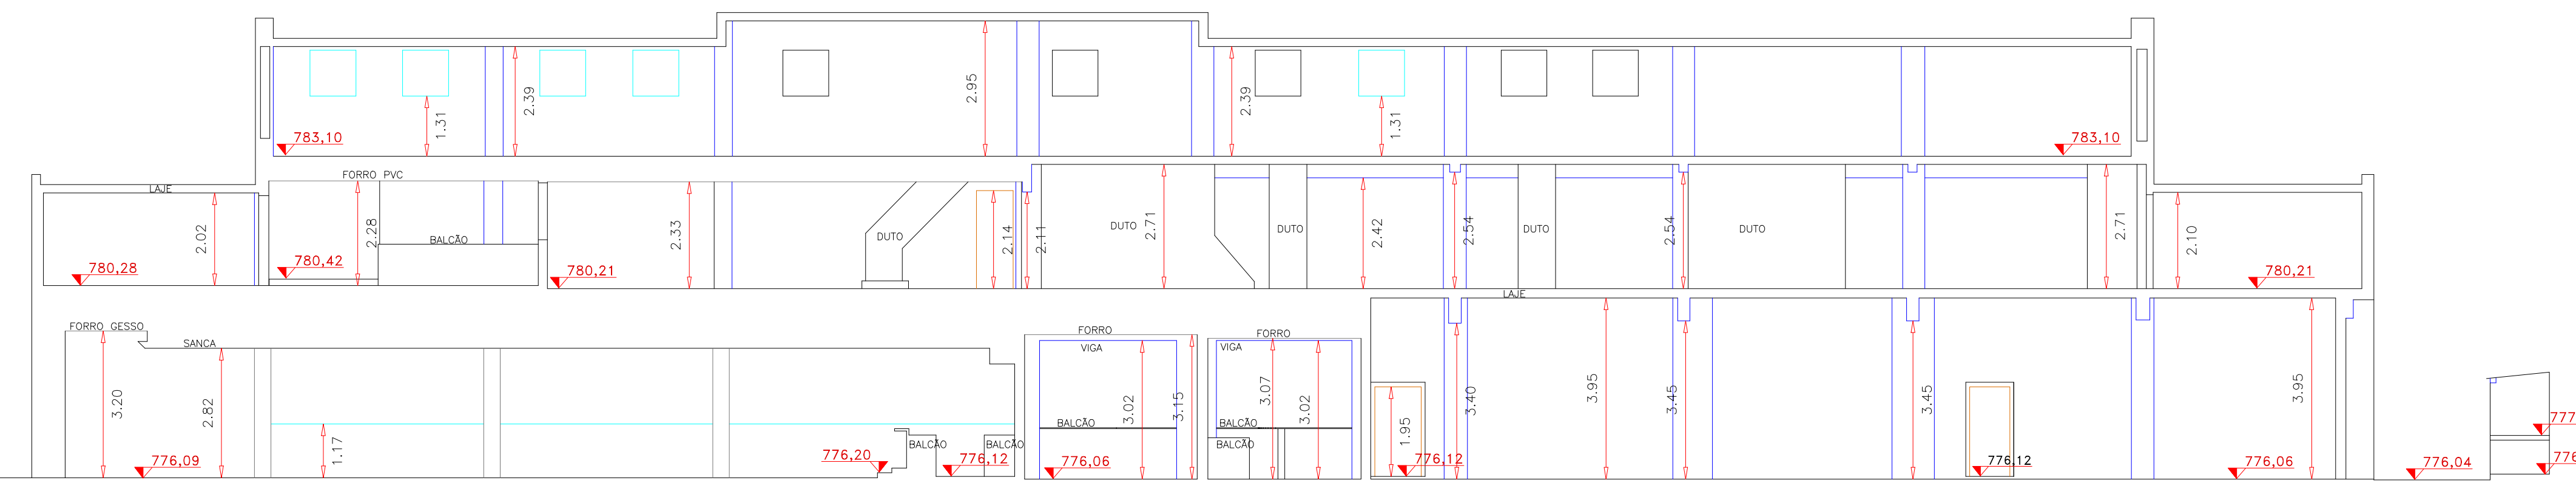 2.95
2.39
2.39
1.31
1.31
783,10
783,10
FORRO PVC
LAJE
2.02
2.28
BALCÃO
2.33
DUTO
2.14
2.11
DUTO
2.71
DUTO
2.42
2.54
DUTO
2.54
DUTO
2.71
2.10
780,28
780,42
780,21
780,21
LAJE
FORRO GESSO
SANCA
FORRO
FORRO
VIGA
VIGA
3.20
2.82
1.17
3.02
3.15
3.07
3.02
1.95
3.40
3.95
3.45
3.45
3.95
BALCÃO
BALCÃO
BALCÃO
BALCÃO
BALCÃO
776,09
776,20
776,12
776,06
776,12
776,12
776,06
776,04
777
776